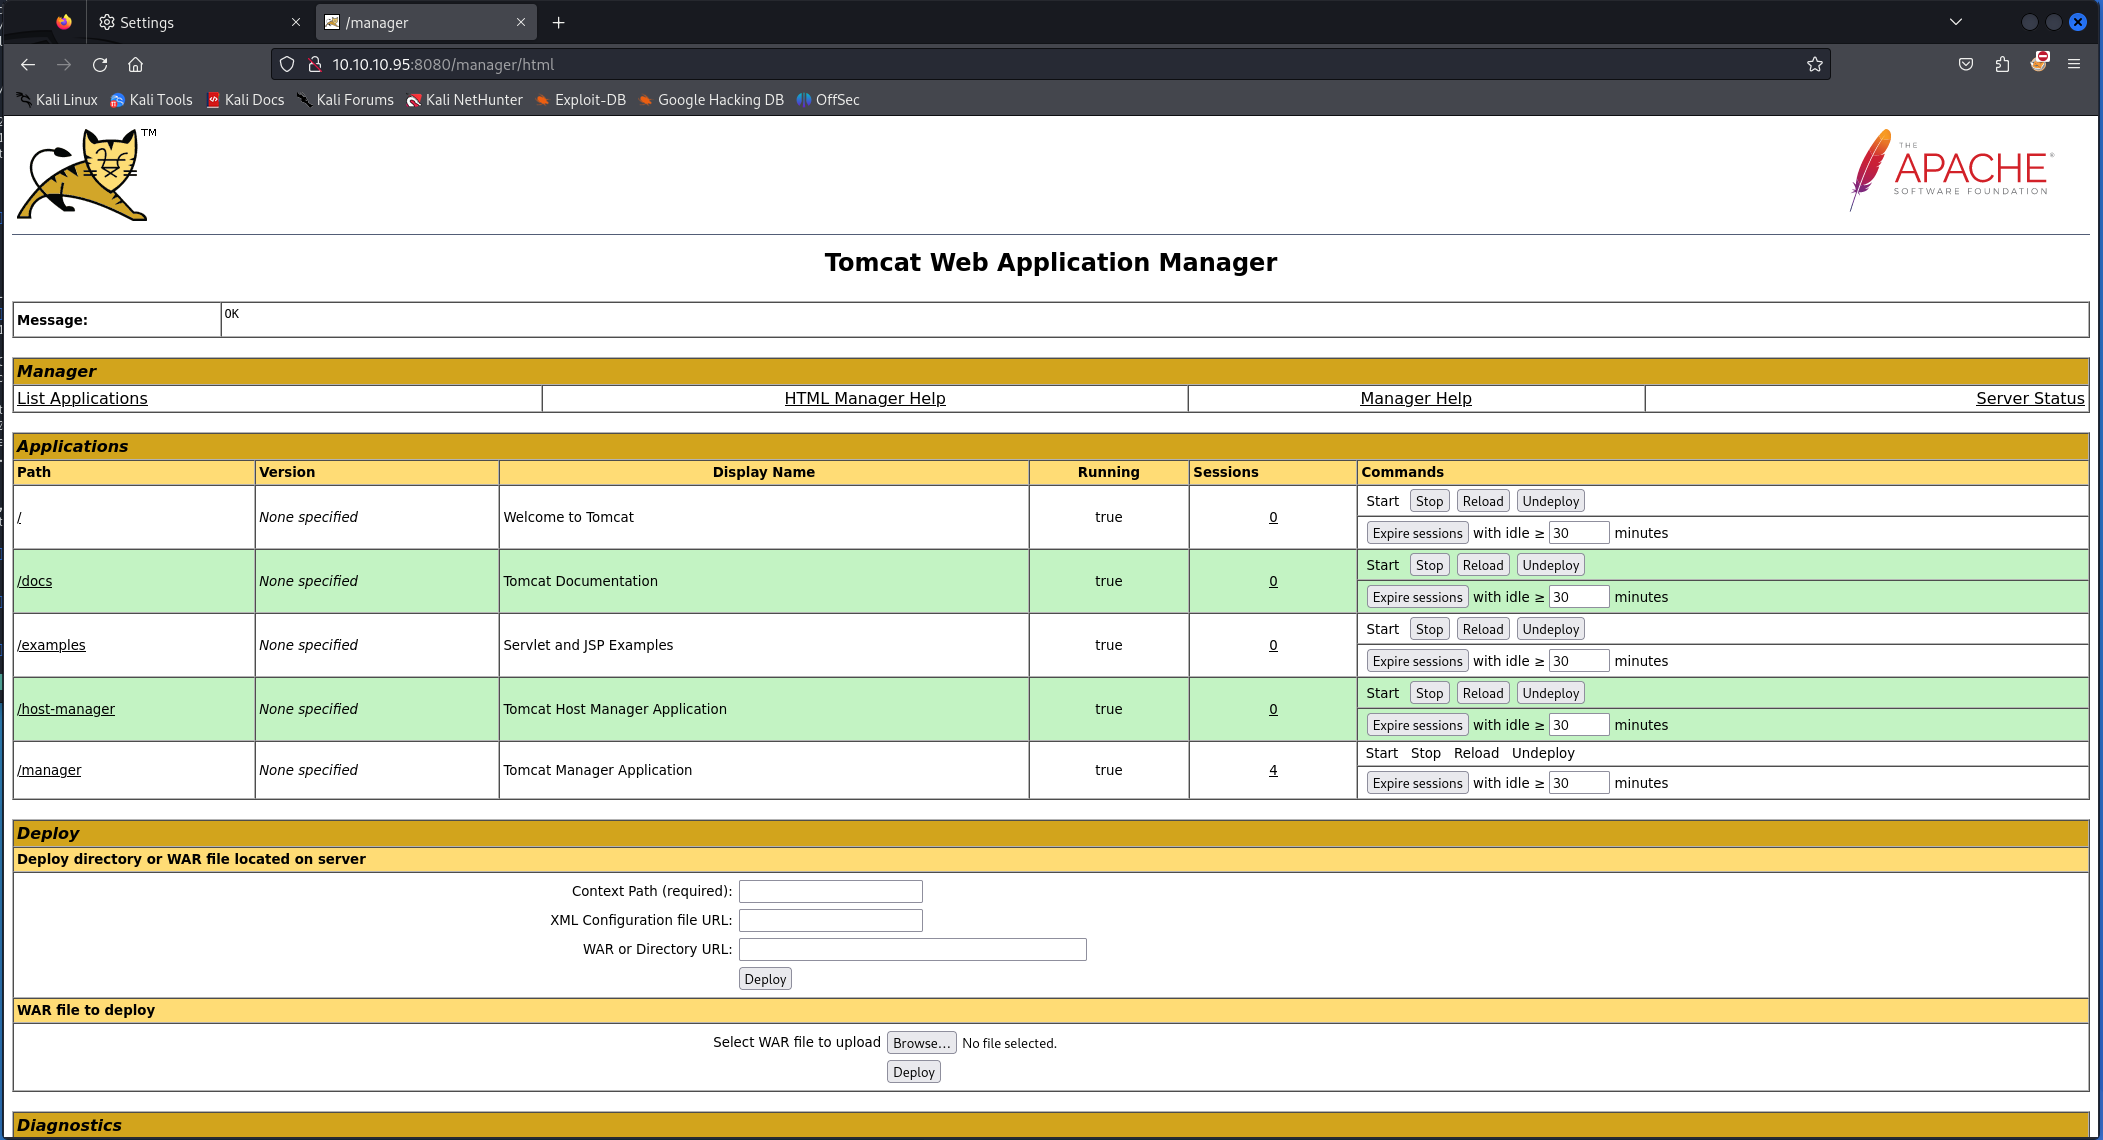 Settings
/manager
10.10.10.95:8080/manager/html
Kali Linux Kali Tools Kali Docs Kali Forums Kali NetHunter Exploit-DB Google Hacking DB OffSec
TM
THE
APACHE®
SOFTWARE FOUNDATION
Tomcat Web Application Manager
Message: OK
Manager
List Applications HTML Manager Help Manager Help Server Status
Applications
Path Version Display Name Running Sessions Commands
/ None specified Welcome to Tomcat true 0 Start Stop Reload Undeploy
Expire sessions with idle ≥ 30 minutes
/docs None specified Tomcat Documentation true 0 Start Stop Reload Undeploy
Expire sessions with idle ≥ 30 minutes
/examples None specified Servlet and JSP Examples true 0 Start Stop Reload Undeploy
Expire sessions with idle ≥ 30 minutes
/host-manager None specified Tomcat Host Manager Application true 0 Start Stop Reload Undeploy
Expire sessions with idle ≥ 30 minutes
/manager None specified Tomcat Manager Application true 4 Start Stop Reload Undeploy
Expire sessions with idle ≥ 30 minutes
Deploy
Deploy directory or WAR file located on server
Context Path (required):
XML Configuration file URL:
WAR or Directory URL:
Deploy
WAR file to deploy
Select WAR file to upload Browse... No file selected.
Deploy
Diagnostics